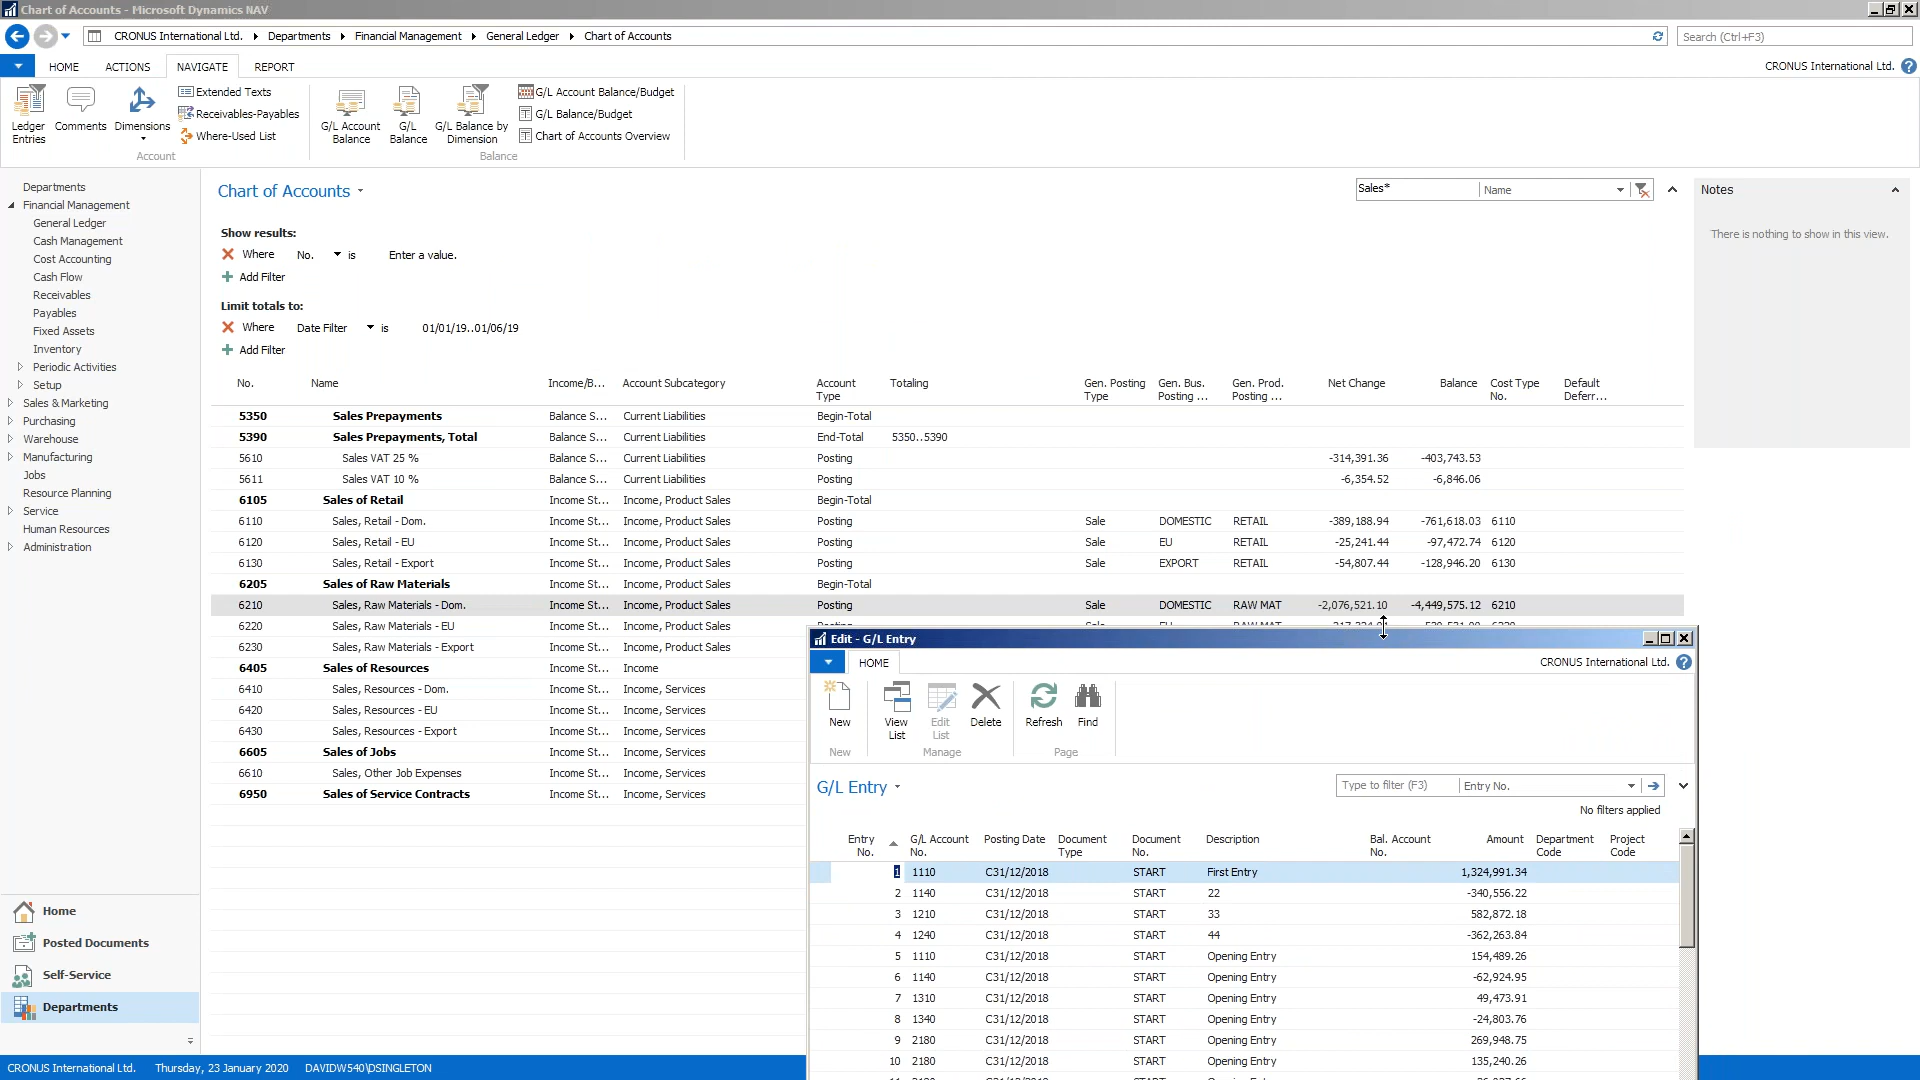 Chart of Accounts - Microsoft Dynamics NAV
CRONUS International Ltd. Departments Financial Management General Ledger Chart of Accounts Search (Ctrl+F3)
HOME ACTIONS NAVIGATE REPORT CRONUS International Ltd.
Ledger Entries Comments Dimensions
Extended Texts
Receivables-Payables
Where-Used List
Account
G/L Account Balance G/L Balance G/L Balance by Dimension
G/L Account Balance/Budget
G/L Balance/Budget
Chart of Accounts Overview
Balance
Departments
Financial Management
General Ledger
Cash Management
Cost Accounting
Cash Flow
Receivables
Payables
Fixed Assets
Inventory
Periodic Activities
Setup
Sales & Marketing
Purchasing
Warehouse
Manufacturing
Jobs
Resource Planning
Service
Human Resources
Administration
Home
Posted Documents
Self-Service
Departments
Chart of Accounts Sales* Name
Show results:
Where No. is Enter a value.
Add Filter
Limit totals to:
Where Date Filter is 01/01/19..01/06/19
Add Filter
No. Name Income/B... Account Subcategory Account Type Totaling Gen. Posting Type Gen. Bus. Posting ... Gen. Prod. Posting ... Net Change Balance Cost Type No. Default Deferr...
5350 Sales Prepayments Balance S... Current Liabilities Begin-Total
5390 Sales Prepayments, Total Balance S... Current Liabilities End-Total 5350..5390
5610 Sales VAT 25 % Balance S... Current Liabilities Posting -314,391.36 -403,743.53
5611 Sales VAT 10 % Balance S... Current Liabilities Posting -6,354.52 -6,846.06
6105 Sales of Retail Income St... Income, Product Sales Begin-Total
6110 Sales, Retail - Dom. Income St... Income, Product Sales Posting Sale DOMESTIC RETAIL -389,188.94 -761,618.03 6110
6120 Sales, Retail - EU Income St... Income, Product Sales Posting Sale EU RETAIL -25,241.44 -97,472.74 6120
6130 Sales, Retail - Export Income St... Income, Product Sales Posting Sale EXPORT RETAIL -54,807.44 -128,946.20 6130
6205 Sales of Raw Materials Income St... Income, Product Sales Begin-Total
6210 Sales, Raw Materials - Dom. Income St... Income, Product Sales Posting Sale DOMESTIC RAW MAT -2,076,521.10 -4,449,575.12 6210
6220 Sales, Raw Materials - EU Income St... Income, Product Sales
6230 Sales, Raw Materials - Export Income St... Income, Product Sales
6405 Sales of Resources Income St... Income
6410 Sales, Resources - Dom. Income St... Income, Services
6420 Sales, Resources - EU Income St... Income, Services
6430 Sales, Resources - Export Income St... Income, Services
6605 Sales of Jobs Income St... Income, Services
6610 Sales, Other Job Expenses Income St... Income, Services
6950 Sales of Service Contracts Income St... Income, Services
Notes
There is nothing to show in this view.
Edit - G/L Entry
HOME CRONUS International Ltd.
New View List Edit List Delete Refresh Find
New Manage Page
G/L Entry Type to filter (F3) Entry No.
No filters applied
Entry No. G/L Account No. Posting Date Document Type Document No. Description Bal. Account No. Amount Department Code Project Code
1 1110 C31/12/2018 START First Entry 1,324,991.34
2 1140 C31/12/2018 START 22 -340,556.22
3 1210 C31/12/2018 START 33 582,872.18
4 1240 C31/12/2018 START 44 -362,263.84
5 1110 C31/12/2018 START Opening Entry 154,489.26
6 1140 C31/12/2018 START Opening Entry -62,924.95
7 1310 C31/12/2018 START Opening Entry 49,473.91
8 1340 C31/12/2018 START Opening Entry -24,803.76
9 2180 C31/12/2018 START Opening Entry 269,948.75
10 2180 C31/12/2018 START Opening Entry 135,240.26
CRONUS International Ltd. Thursday, 23 January 2020 DAVIDW540\DSINGLETON